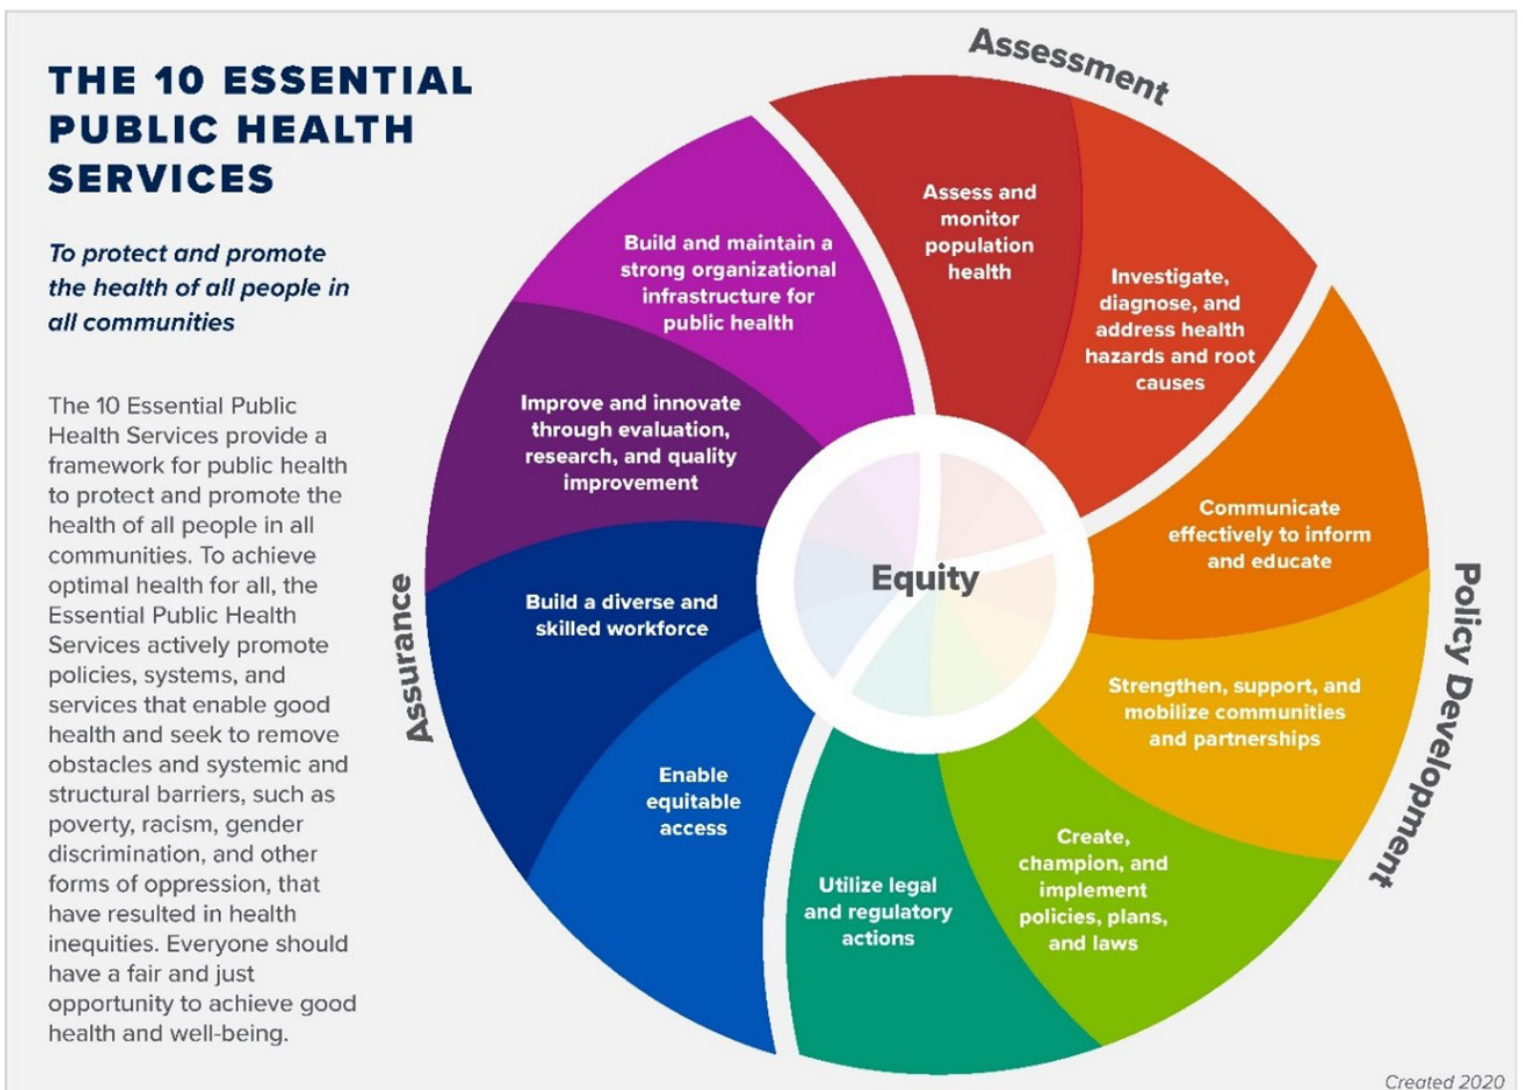 THE 10 ESSENTIAL
PUBLIC HEALTH
SERVICES
To protect and promote
the health of all people in
all communities
The 10 Essential Public
Health Services provide a
framework for public health
to protect and promote the
health of all people in all
communities. To achieve
optimal health for all, the
Essential Public Health
Services actively promote
policies, systems, and
services that enable good
health and seek to remove
obstacles and systemic and
structural barriers, such as
poverty, racism, gender
discrimination, and other
forms of oppression, that
have resulted in health
inequities. Everyone should
have a fair and just
opportunity to achieve good
health and well-being.
Assessment
Assess and
monitor
population
health
Investigate,
diagnose, and
address health
hazards and root
causes
Policy Development
Communicate
effectively to inform
and educate
Strengthen, support, and
mobilize communities
and partnerships
Create,
champion, and
implement
policies, plans,
and laws
Utilize legal
and regulatory
actions
Assurance
Enable
equitable
access
Build a diverse and
skilled workforce
Improve and innovate
through evaluation,
research, and quality
improvement
Build and maintain a
strong organizational
infrastructure for
public health
Equity
Created 2020